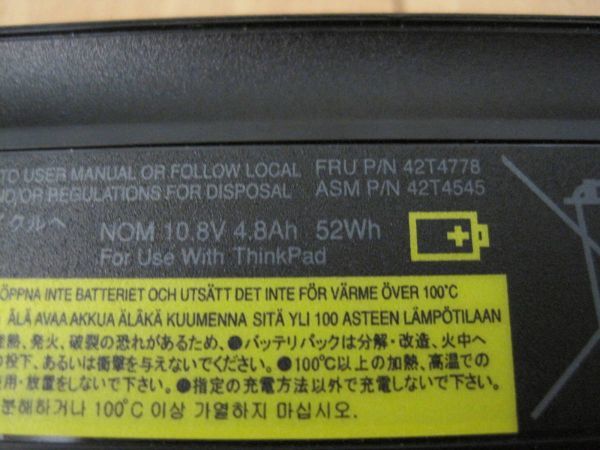 TO USER MANUAL OR FOLLOW LOCAL FRU P/N 42T4778
AND/OR REGULATIONS FOR DISPOSAL ASM P/N 42T4545
イクルへ
NOM 10.8V 4.8Ah 52Wh
For Use With ThinkPad
ÖPPNA INTE BATTERIET OCH UTSÄTT DET INTE FÖR VÄRME ÖVER 100°C
ÄLÄ AVAA AKKUA ÄLÄKÄ KUUMENNA SITÄ YLI 100 ASTEEN LÄMPÖTILAAN
熱、発火、破裂の恐れがあるため、●バッテリパックは分解・改造、火中へ
の投下、あるいは衝撃を与えないでください。●100°C以上の加熱、高温での
使用・放置をしないで下さい。●指定の充電方法以外で充電しないで下さい。
분해하거나 100°C 이상 가열하지 마십시오.